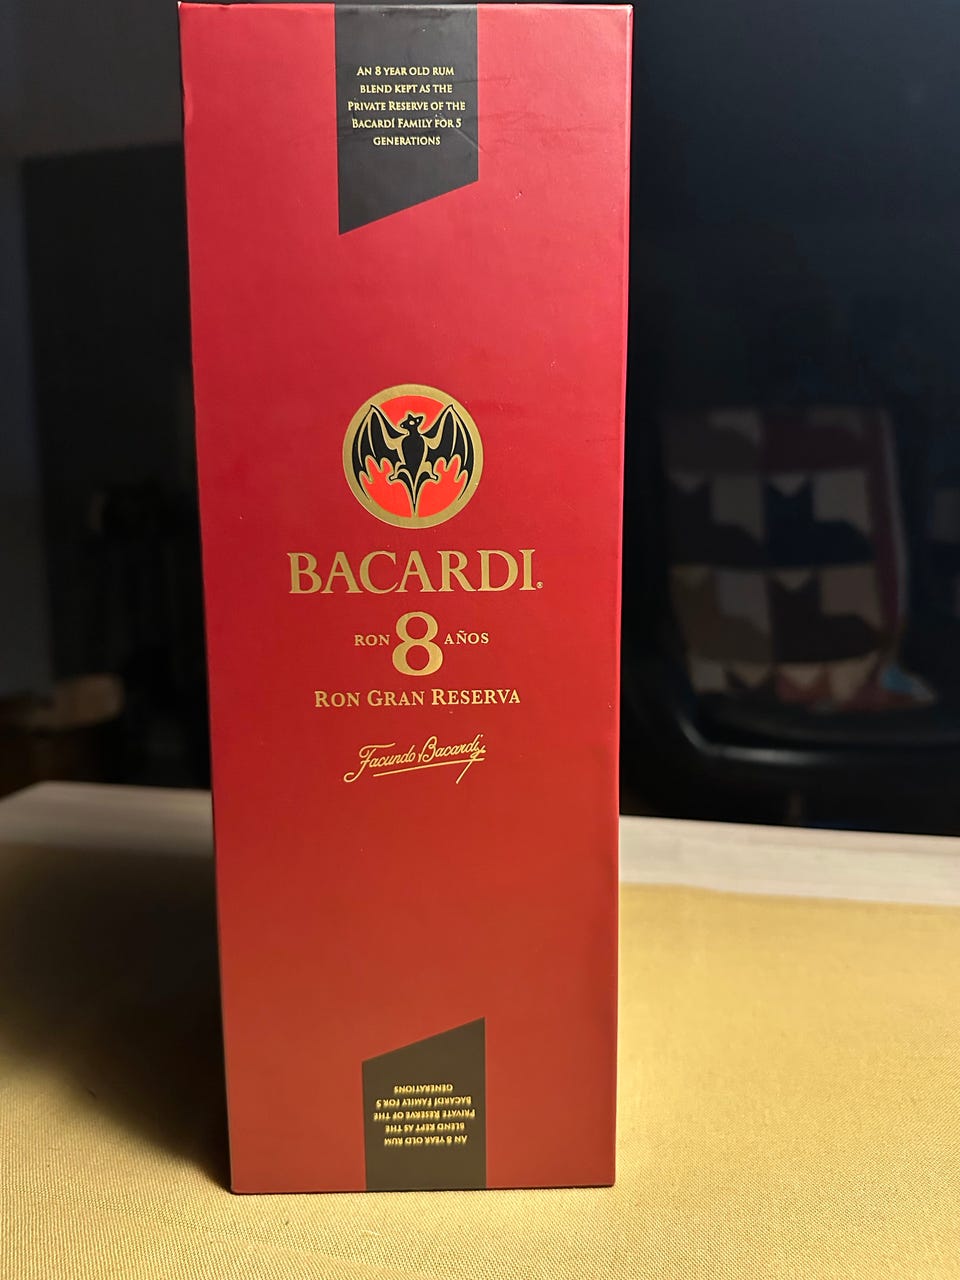 AN 8 YEAR OLD RUM
BLEND KEPT AS THE
PRIVATE RESERVE OF THE
BACARDÍ FAMILY FOR 5
GENERATIONS
BACARDI®
RON 8 AÑOS
RON GRAN RESERVA
Facundo Bacardi
AN 8 YEAR OLD RUM
BLEND KEPT AS THE
PRIVATE RESERVE OF THE
BACARDÍ FAMILY FOR 5
GENERATIONS